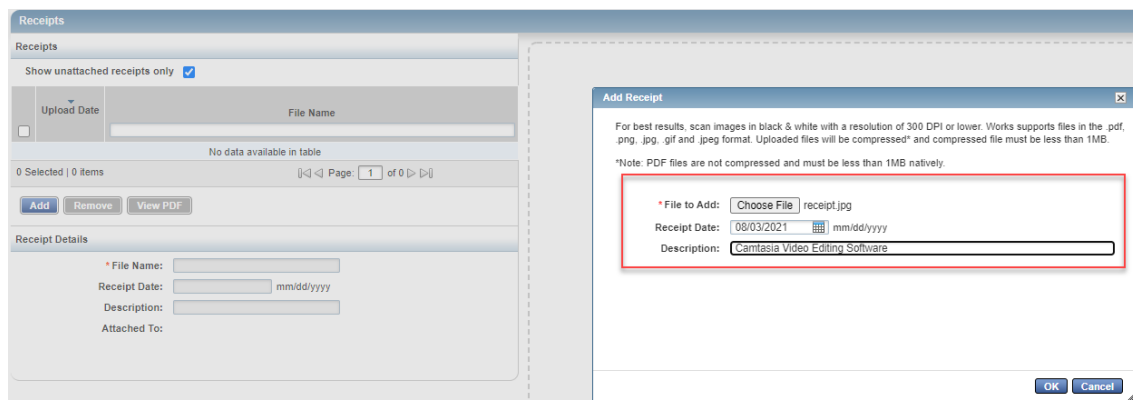 Receipts
Receipts
Show unattached receipts only
Upload Date
File Name
No data available in table
0 Selected | 0 items
Page: 1 of 0
Add Remove View PDF
Receipt Details
* File Name:
Receipt Date: mm/dd/yyyy
Description:
Attached To:
Add Receipt
For best results, scan images in black & white with a resolution of 300 DPI or lower. Works supports files in the .pdf,
.png, .jpg, .gif and .jpeg format. Uploaded files will be compressed* and compressed file must be less than 1MB.
*Note: PDF files are not compressed and must be less than 1MB natively.
* File to Add: Choose File receipt.jpg
Receipt Date: 08/03/2021 mm/dd/yyyy
Description: Camtasia Video Editing Software
OK Cancel